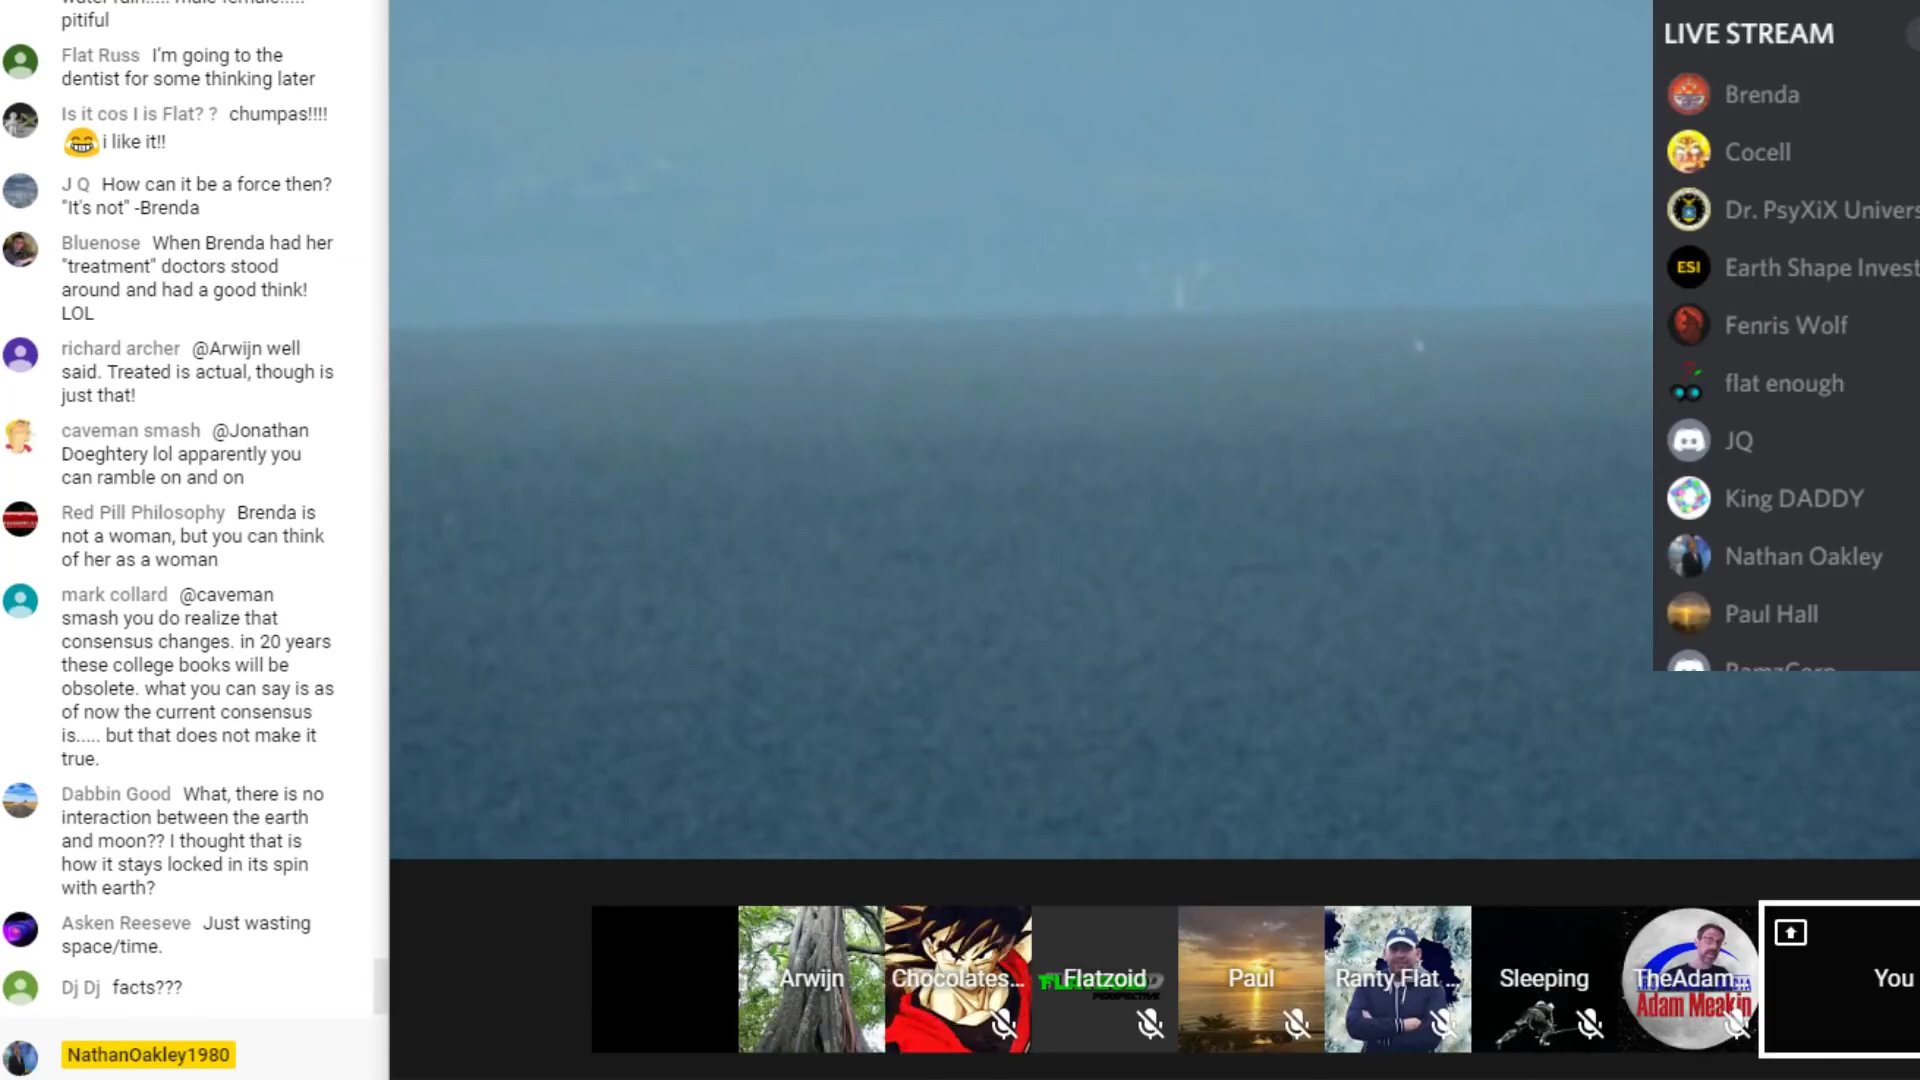 water rain..... male female.....
pitiful
Flat Russ I'm going to the
dentist for some thinking later
Is it cos I is Flat? ? chumpas!!!!
😂 i like it!!
J Q How can it be a force then?
"It's not" -Brenda
Bluenose When Brenda had her
"treatment" doctors stood
around and had a good think!
LOL
richard archer @Arwijn well
said. Treated is actual, though is
just that!
caveman smash @Jonathan
Doeghtery lol apparently you
can ramble on and on
Red Pill Philosophy Brenda is
not a woman, but you can think
of her as a woman
mark collard @caveman
smash you do realize that
consensus changes. in 20 years
these college books will be
obsolete. what you can say is as
of now the current consensus
is..... but that does not make it
true.
Dabbin Good What, there is no
interaction between the earth
and moon?? I thought that is
how it stays locked in its spin
with earth?
Asken Reeseve Just wasting
space/time.
Dj Dj facts???
NathanOakley1980
LIVE STREAM
Brenda
Cocell
Dr. PsyXiX Univers
ESI
Earth Shape Invest
Fenris Wolf
flat enough
JQ
King DADDY
Nathan Oakley
Paul Hall
RamzCorp
Arwijn
Chocolates...
Flatzoid
PERSPECTIVE
Paul
Ranty Flat ...
Sleeping
TheAdam...
Adam Meakin
You